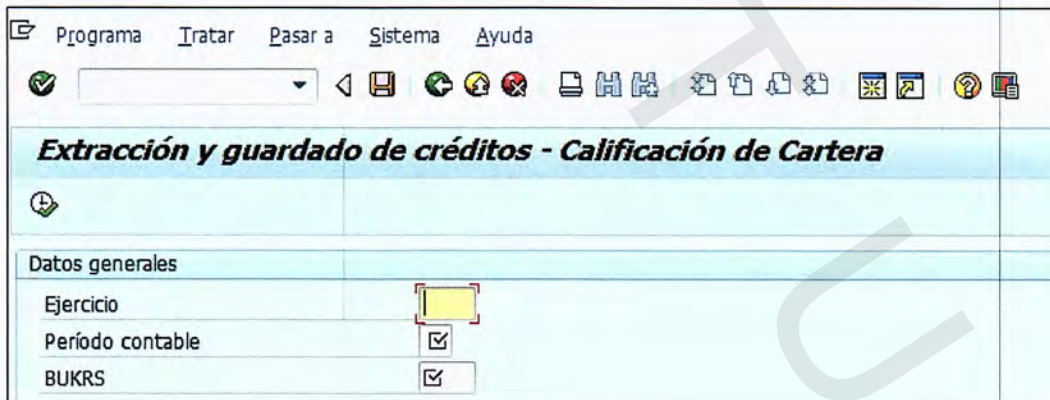 Programa Tratar Pasar a Sistema Ayuda
Extracción y guardado de créditos - Calificación de Cartera
Datos generales
Ejercicio
Período contable
BUKRS